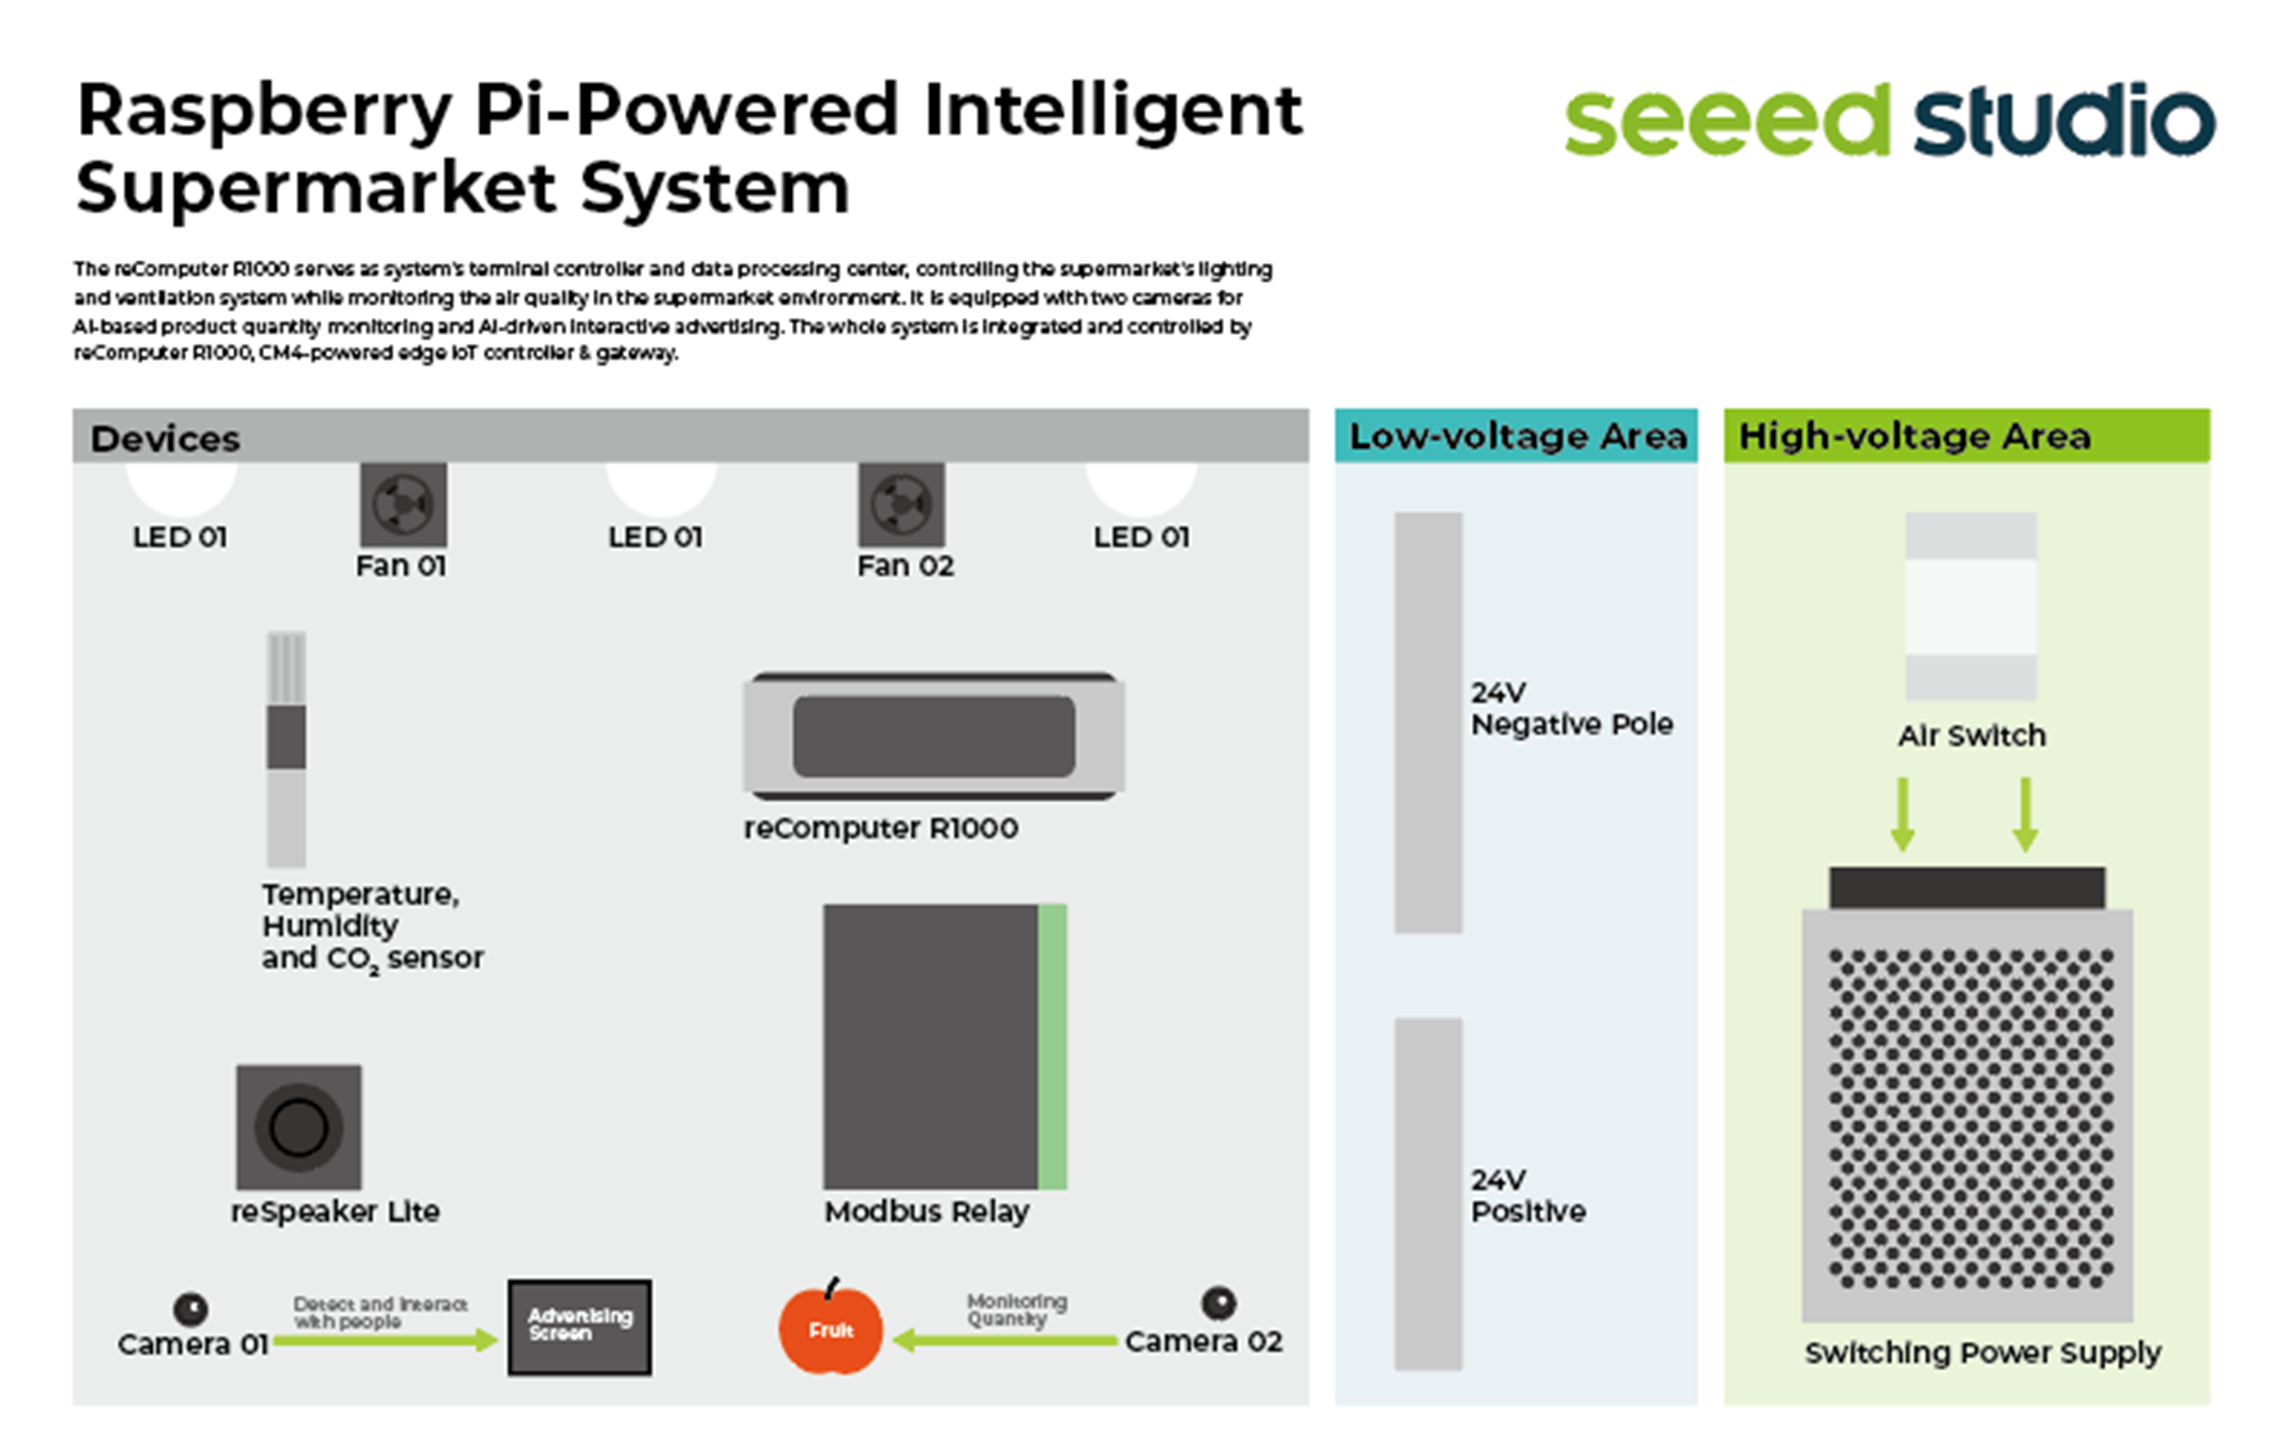 Raspberry Pi-Powered Intelligent
Supermarket System
seeed studio
The reComputer R1000 serves as system's terminal controller and data processing center, controlling the supermarket's lighting
and ventilation system while monitoring the air quality in the supermarket environment. It is equipped with two cameras for
AI-based product quantity monitoring and AI-driven interactive advertising. The whole system is integrated and controlled by
reComputer R1000, CM4-powered edge IoT controller & gateway.
Devices
LED 01
Fan 01
LED 01
Fan 02
LED 01
Temperature,
Humidity
and CO₂ sensor
reComputer R1000
reSpeaker Lite
Modbus Relay
Camera 01
Detect and interact
with people
Advertising
Screen
Fruit
Monitoring
Quantity
Camera 02
Low-voltage Area
24V
Negative Pole
24V
Positive
High-voltage Area
Air Switch
Switching Power Supply